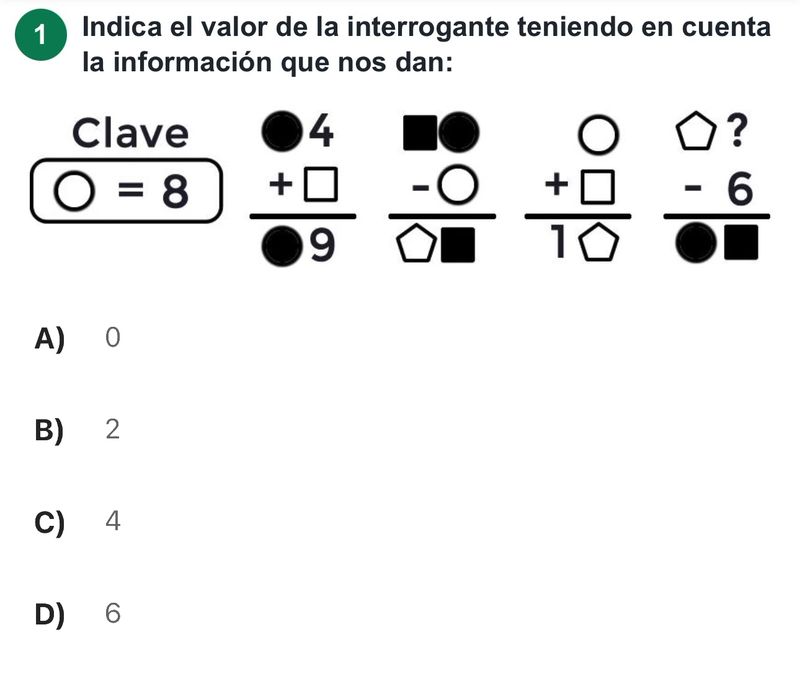 1 Indica el valor de la interrogante teniendo en cuenta
la información que nos dan:
Clave
○ = 8
●4
+□
●9
■●
-○
⬠■
○
+□
1⬠
⬠?
- 6
●■
A) 0
B) 2
C) 4
D) 6